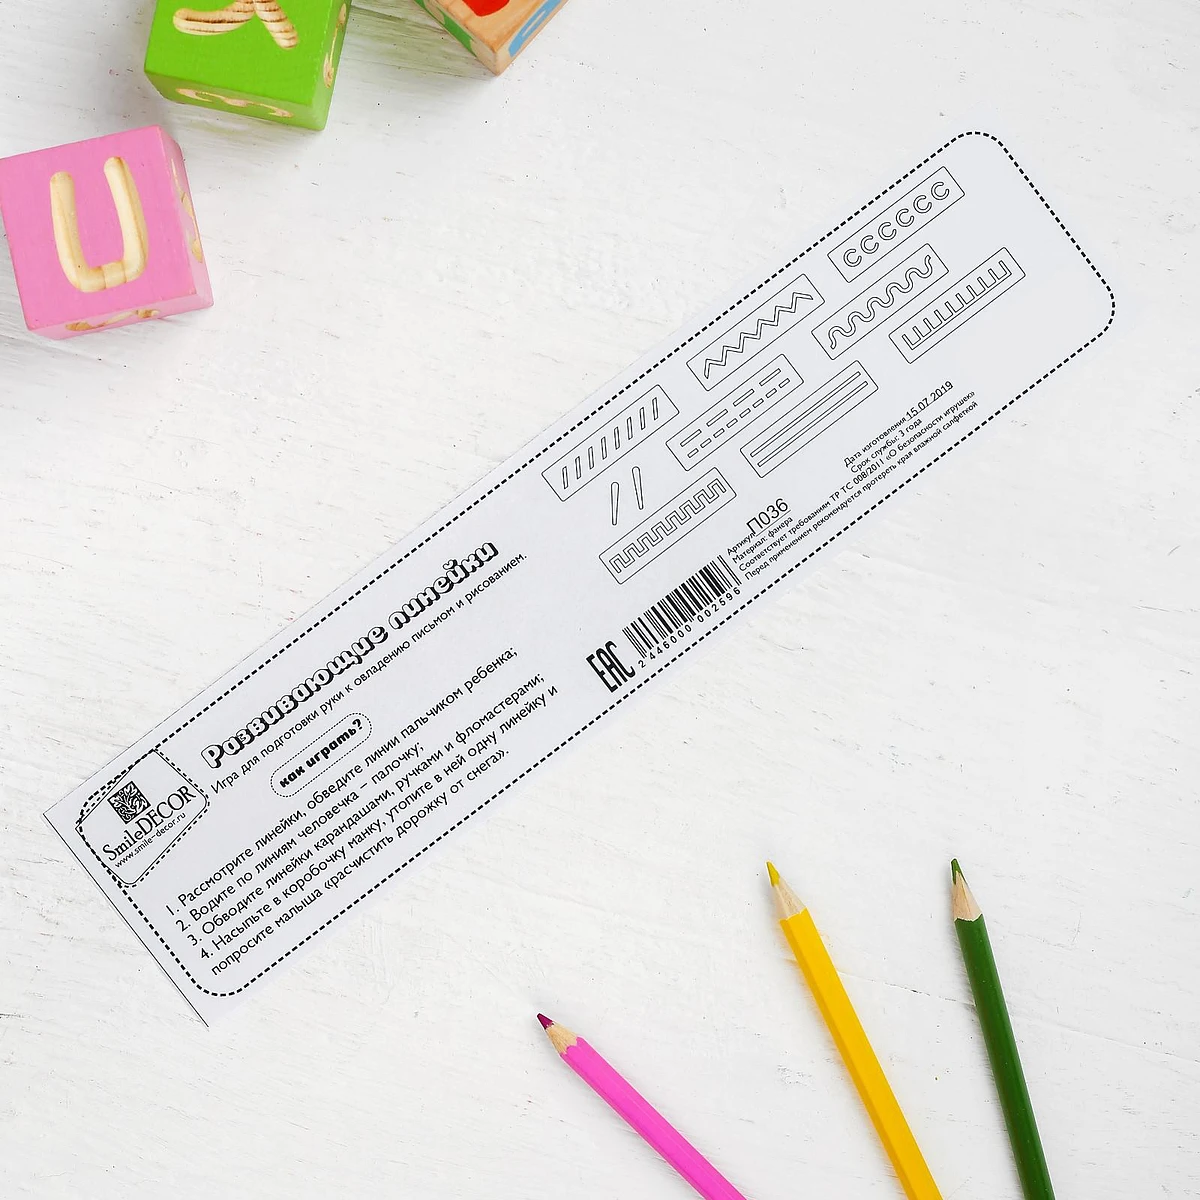 SmileDECOR
www.smile-decor.ru
Развивающие линейки
Игра для подготовки руки к овладению письмом и рисованием.
как играть?
1. Рассмотрите линейки, обведите линии пальчиком ребенка;
2. Водите по линиям человечка – палочку;
3. Обводите линейки карандашами, ручками и фломастерами;
4. Насыпьте в коробочку манку, утопите в ней одну линейку и
попросите малыша «расчистить дорожку от снега».
EAC
2 446000 002596
Артикул П036
Материал: фанера
Соответствует требованиям ТР ТС 008/2011 «О безопасности игрушек»
Перед применением рекомендуется протереть края влажной салфеткой
Дата изготовления 15.07.2019
Срок службы: 3 года
U